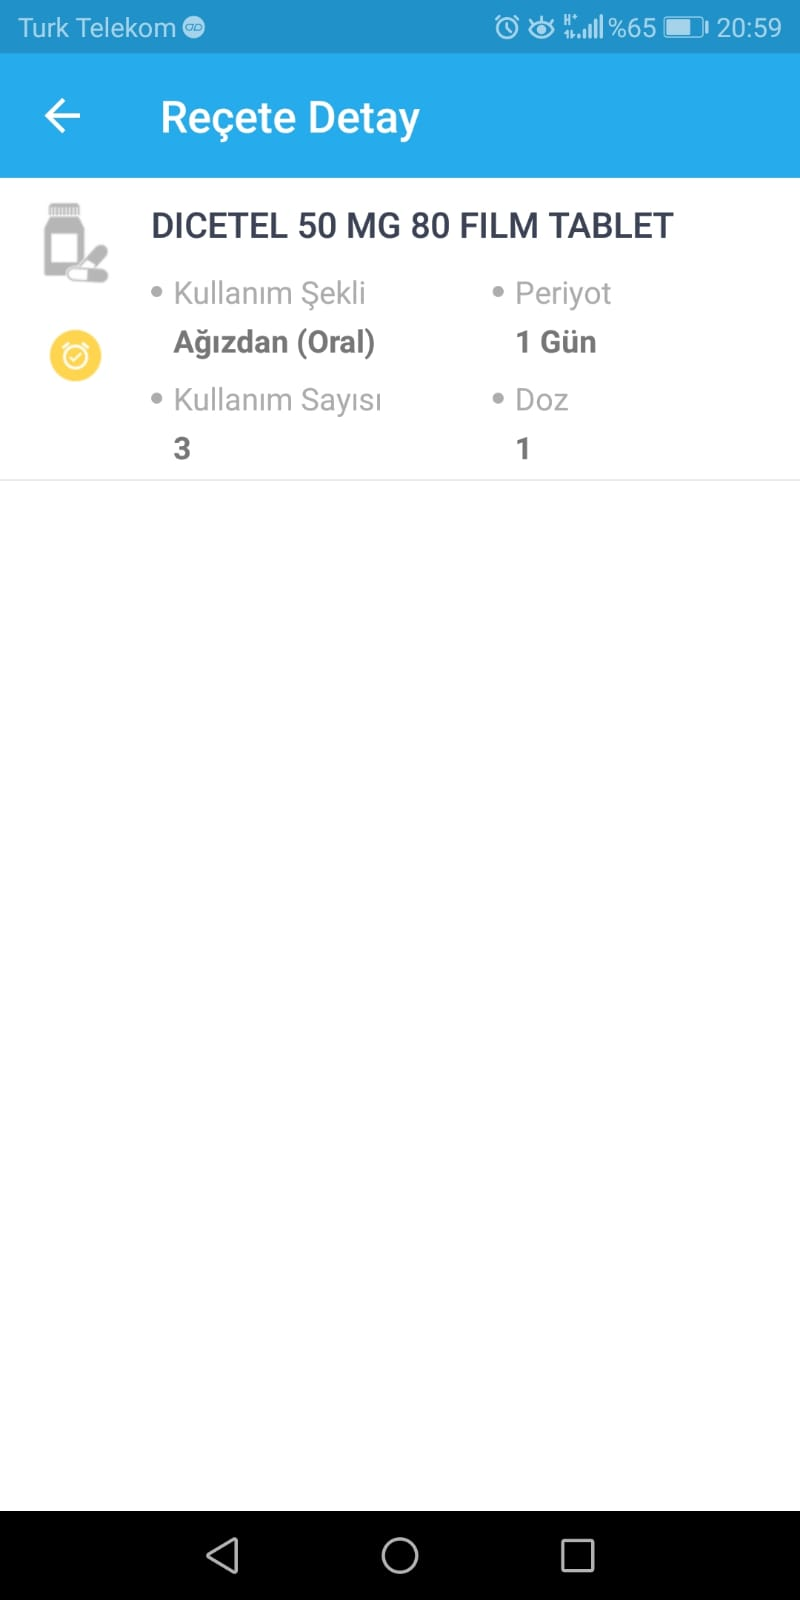 Turk Telekom
%65 20:59
Reçete Detay
DICETEL 50 MG 80 FILM TABLET
• Kullanım Şekli • Periyot
Ağızdan (Oral) 1 Gün
• Kullanım Sayısı • Doz
3 1